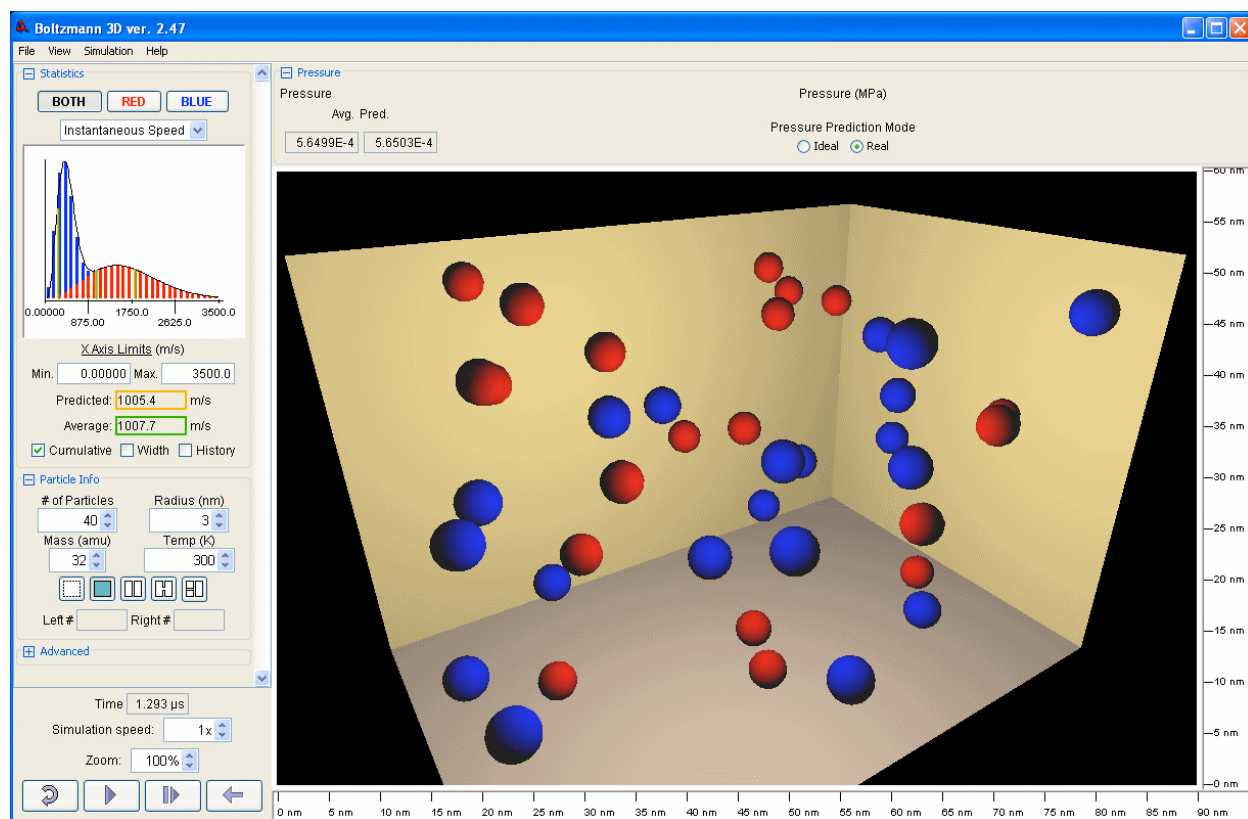 Boltzmann 3D ver. 2.47
File View Simulation Help
Statistics
BOTH RED BLUE
Instantaneous Speed
0.00000 1750.0 3500.0
875.00 2625.0
X Axis Limits (m/s)
Min. 0.00000 Max. 3500.0
Predicted: 1005.4 m/s
Average: 1007.7 m/s
Cumulative Width History
Particle Info
# of Particles Radius (nm)
40 3
Mass (amu) Temp (K)
32 300
Left # Right #
Advanced
Time 1.293 µs
Simulation speed: 1x
Zoom: 100%
Pressure
Pressure Pressure (MPa)
Avg. Pred.
Pressure Prediction Mode
5.6499E-4 5.6503E-4
Ideal Real
60 nm
55 nm
50 nm
45 nm
40 nm
35 nm
30 nm
25 nm
20 nm
15 nm
10 nm
5 nm
0 nm
0 nm 5 nm 10 nm 15 nm 20 nm 25 nm 30 nm 35 nm 40 nm 45 nm 50 nm 55 nm 60 nm 65 nm 70 nm 75 nm 80 nm 85 nm 90 nm